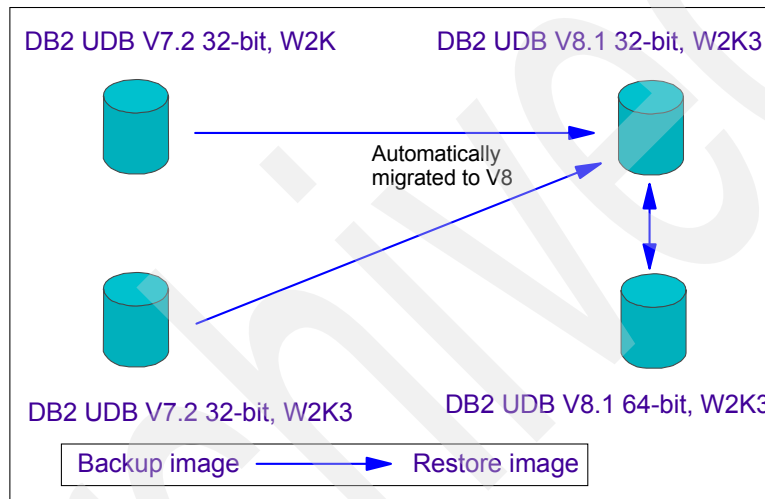 DB2 UDB V7.2 32-bit, W2K
DB2 UDB V8.1 32-bit, W2K3
Automatically
migrated to V8
DB2 UDB V7.2 32-bit, W2K3
DB2 UDB V8.1 64-bit, W2K3
Backup image
Restore image